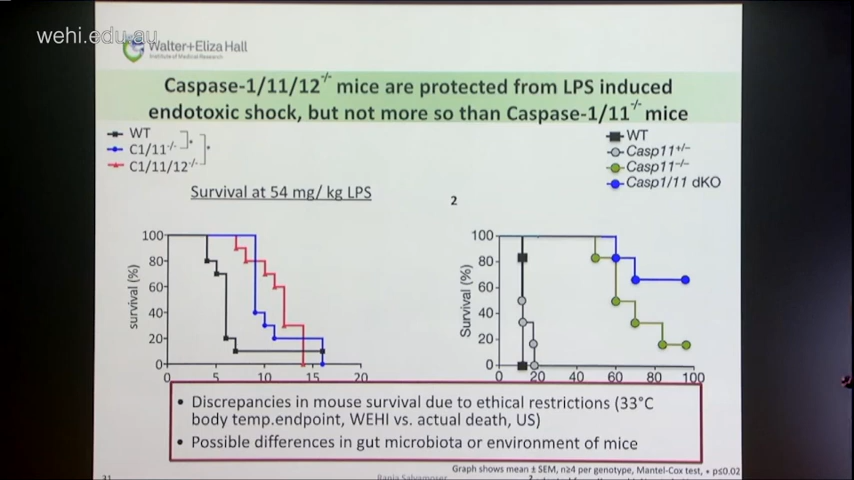 wehi.edu.au
Walter+Eliza Hall
Institute of Medical Research
Caspase-1/11/12-/- mice are protected from LPS induced
endotoxic shock, but not more so than Caspase-1/11-/- mice
WT
C1/11-/-
*
C1/11/12-/-
*
Survival at 54 mg/ kg LPS
2
WT
Casp11+/–
Casp11–/–
Casp1/11 dKO
survival (%)
100
80
60
40
20
0
0 5 10 15 20
Survival (%)
100
80
60
40
20
0
0 20 40 60 80 100
• Discrepancies in mouse survival due to ethical restrictions (33°C
body temp.endpoint, WEHI vs. actual death, US)
• Possible differences in gut microbiota or environment of mice
Graph shows mean ± SEM, n≥4 per genotype, Mantel-Cox test, * p≤0.02
31